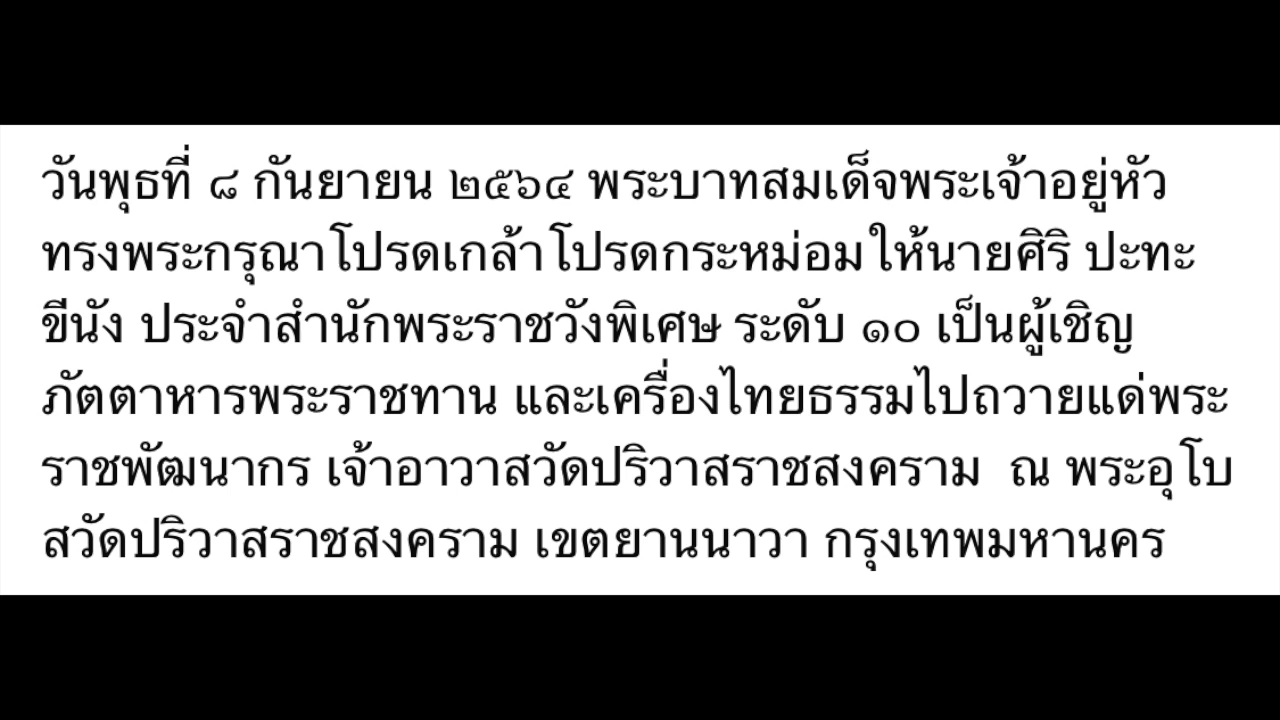 วันพุธที่ ๘ กันยายน ๒๕๖๔ พระบาทสมเด็จพระเจ้าอยู่หัว
ทรงพระกรุณาโปรดเกล้าโปรดกระหม่อมให้นายศิริ ปะทะ
ขีนัง ประจำสำนักพระราชวังพิเศษ ระดับ ๑๐ เป็นผู้เชิญ
ภัตตาหารพระราชทาน และเครื่องไทยธรรมไปถวายแด่พระ
ราชพัฒนากร เจ้าอาวาสวัดปริวาสราชสงคราม  ณ พระอุโบ
สวัดปริวาสราชสงคราม เขตยานนาวา กรุงเทพมหานคร